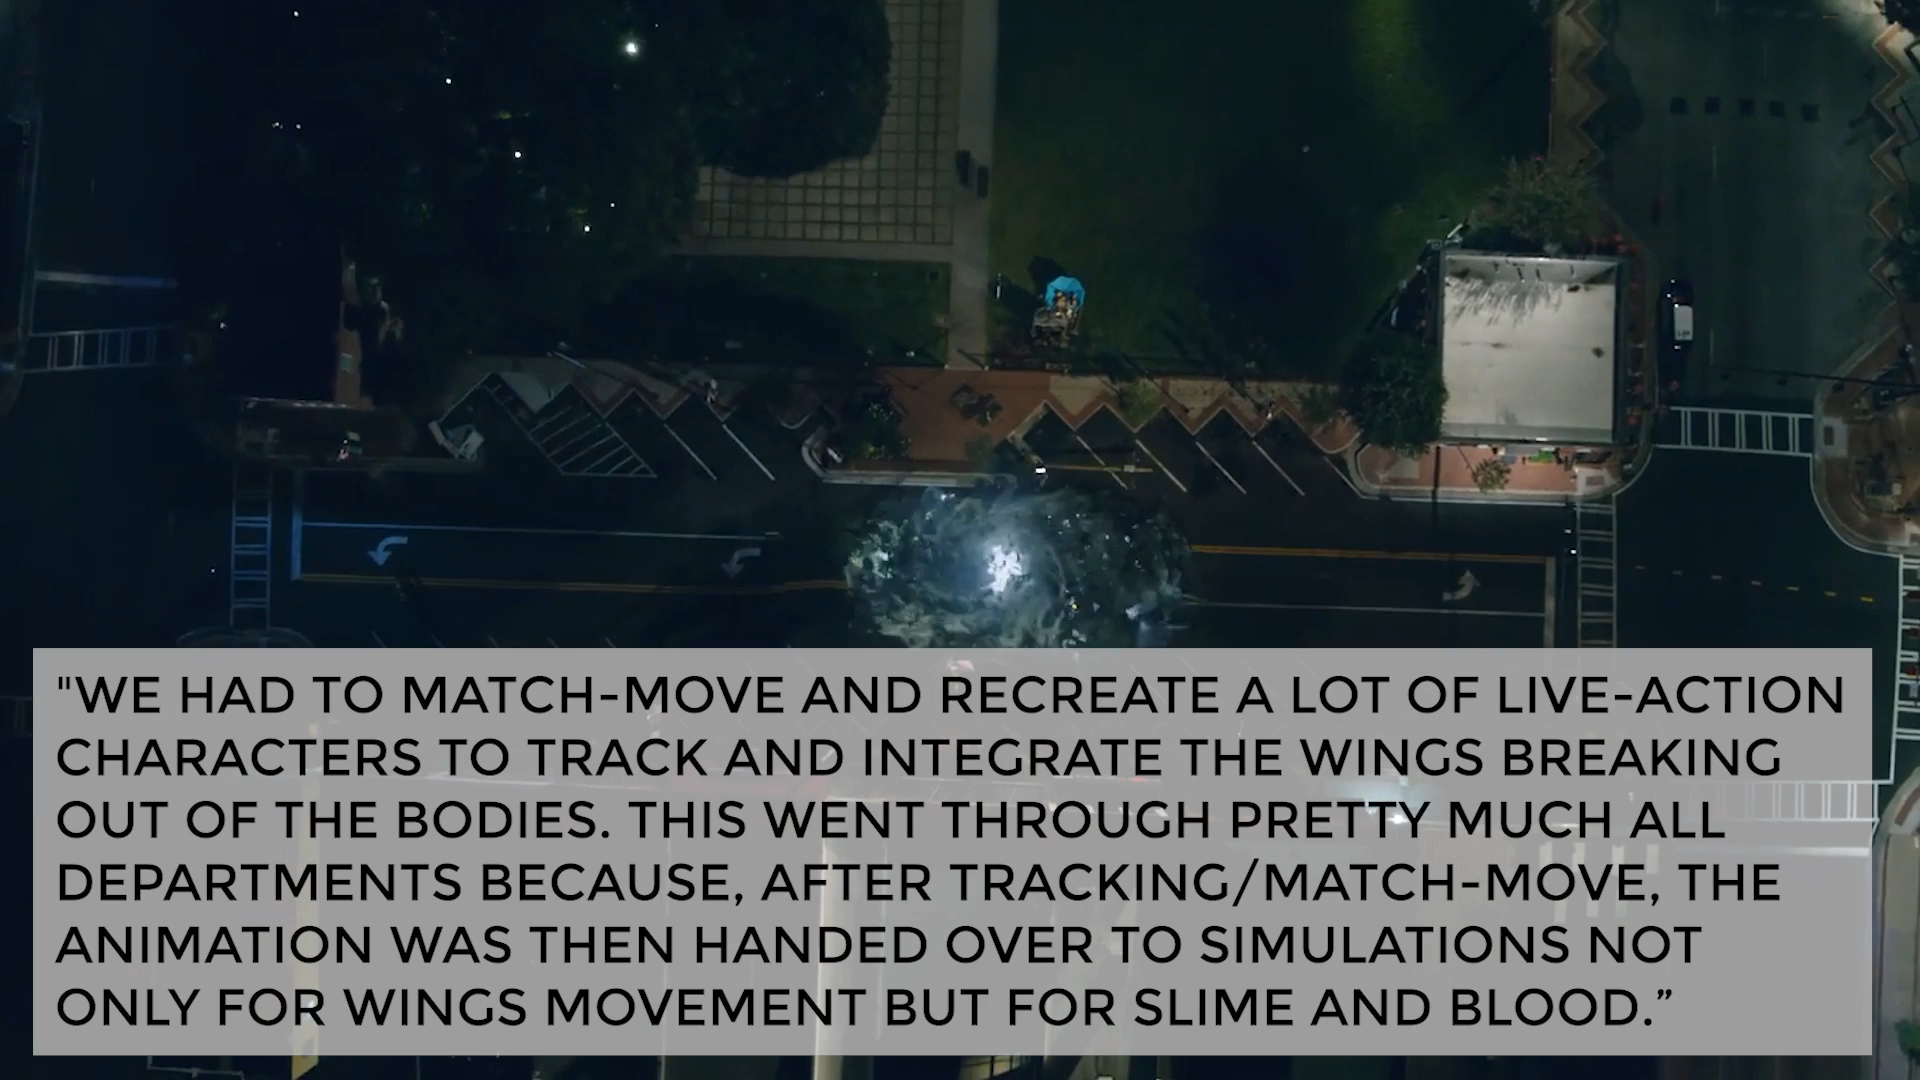 "WE HAD TO MATCH-MOVE AND RECREATE A LOT OF LIVE-ACTION
CHARACTERS TO TRACK AND INTEGRATE THE WINGS BREAKING
OUT OF THE BODIES. THIS WENT THROUGH PRETTY MUCH ALL
DEPARTMENTS BECAUSE, AFTER TRACKING/MATCH-MOVE, THE
ANIMATION WAS THEN HANDED OVER TO SIMULATIONS NOT
ONLY FOR WINGS MOVEMENT BUT FOR SLIME AND BLOOD.”